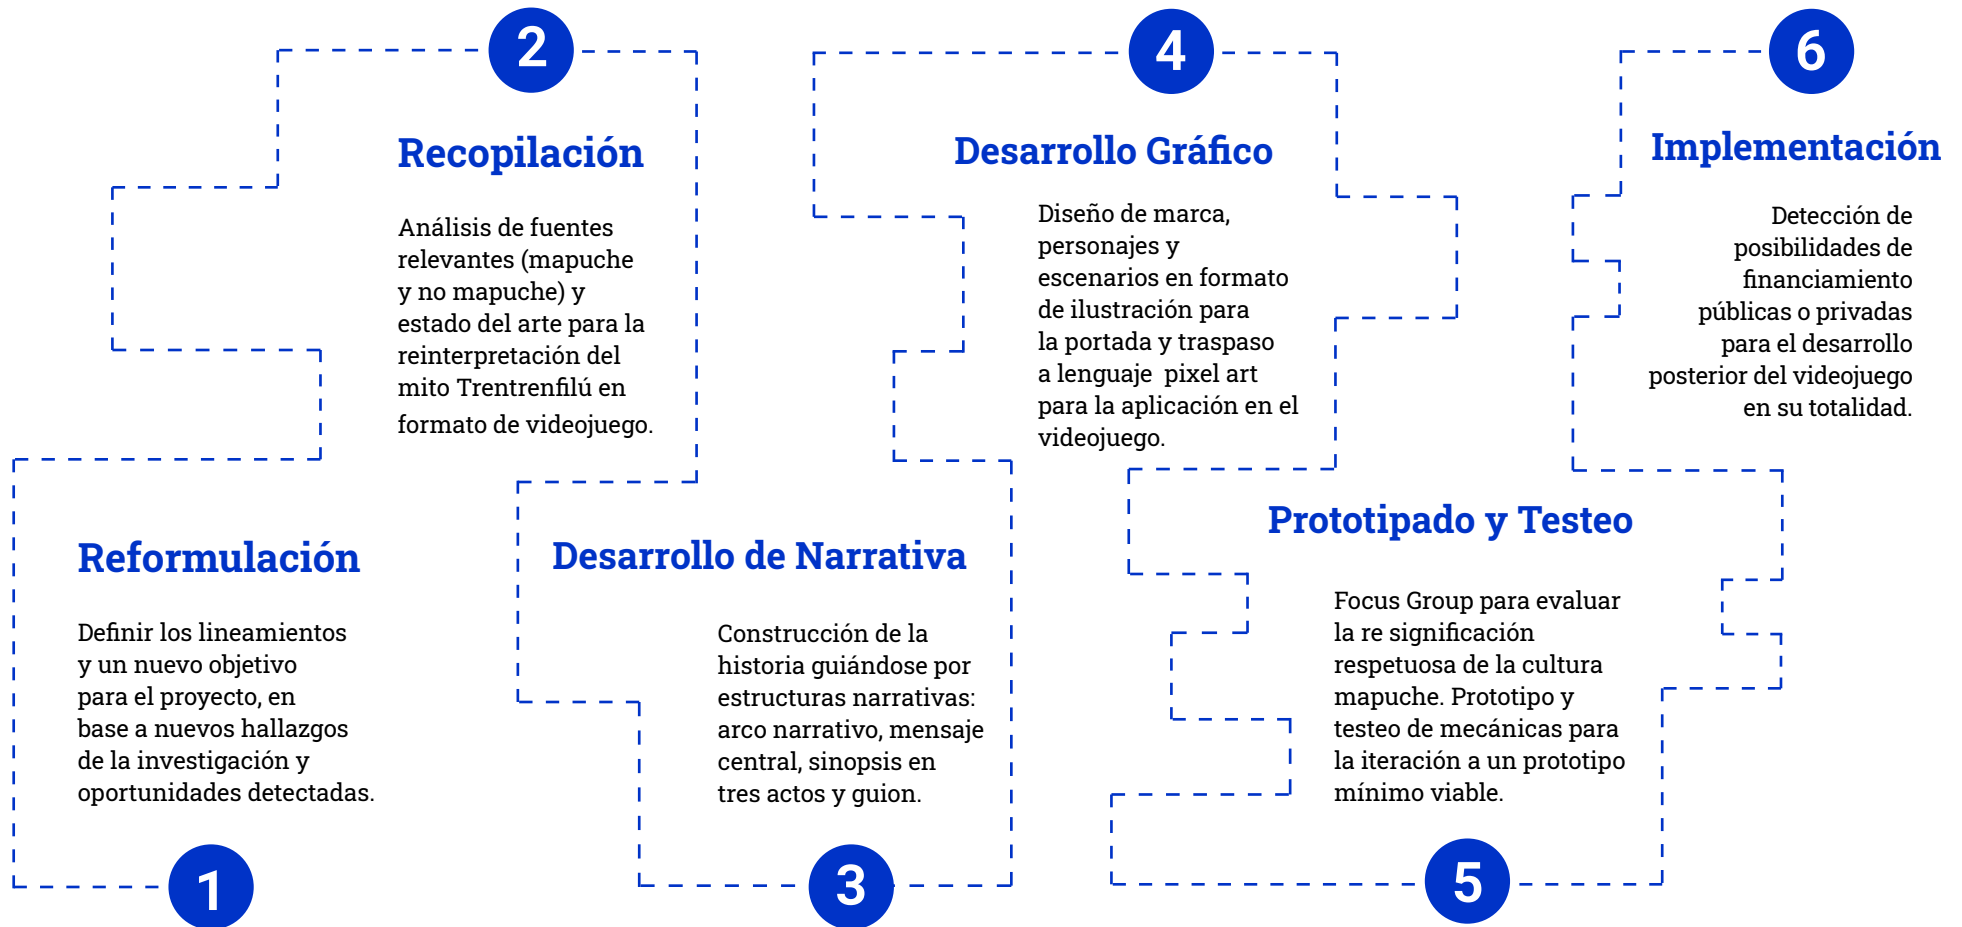 1
Reformulación
Definir los lineamientos
y un nuevo objetivo
para el proyecto, en
base a nuevos hallazgos
de la investigación y
oportunidades detectadas.
2
Recopilación
Análisis de fuentes
relevantes (mapuche
y no mapuche) y
estado del arte para la
reinterpretación del
mito Trentrenfilú en
formato de videojuego.
3
Desarrollo de Narrativa
Construcción de la
historia guiándose por
estructuras narrativas:
arco narrativo, mensaje
central, sinopsis en
tres actos y guion.
4
Desarrollo Gráfico
Diseño de marca,
personajes y
escenarios en formato
de ilustración para
la portada y traspaso
a lenguaje  pixel art
para la aplicación en el
videojuego.
5
Prototipado y Testeo
Focus Group para evaluar
la re significación
respetuosa de la cultura
mapuche. Prototipo y
testeo de mecánicas para
la iteración a un prototipo
mínimo viable.
6
Implementación
Detección de
posibilidades de
financiamiento
públicas o privadas
para el desarrollo
posterior del videojuego
en su totalidad.